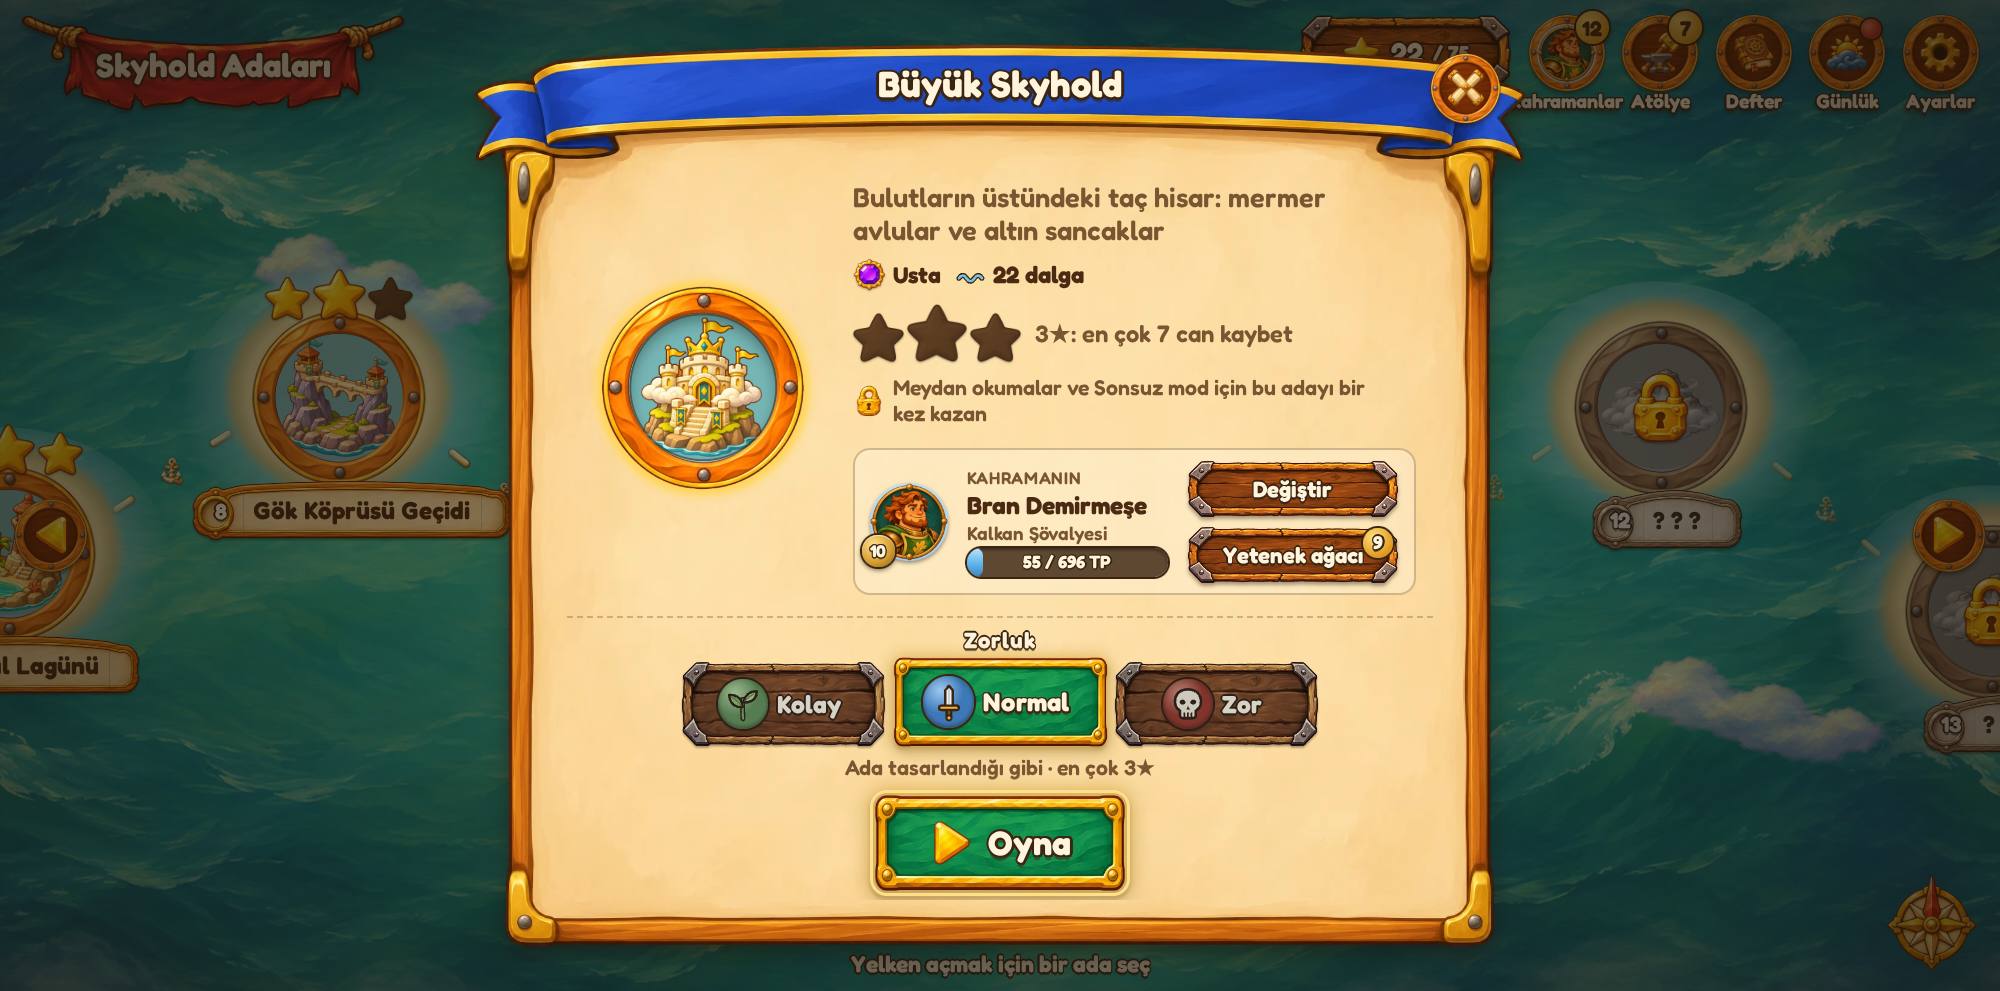 Skyhold Adaları
22 / 75
12
7
Kahramanlar
Atölye
Defter
Günlük
Ayarlar
Büyük Skyhold
Bulutların üstündeki taç hisar: mermer
avlular ve altın sancaklar
Usta
22 dalga
3★: en çok 7 can kaybet
Meydan okumalar ve Sonsuz mod için bu adayı bir
kez kazan
KAHRAMANIN
Bran Demirmeşe
Kalkan Şövalyesi
10
55 / 696 TP
Değiştir
Yetenek ağacı
9
8
Gök Köprüsü Geçidi
Lagünü
12
???
13
?
Zorluk
Kolay
Normal
Zor
Ada tasarlandığı gibi · en çok 3★
Oyna
Yelken açmak için bir ada seç